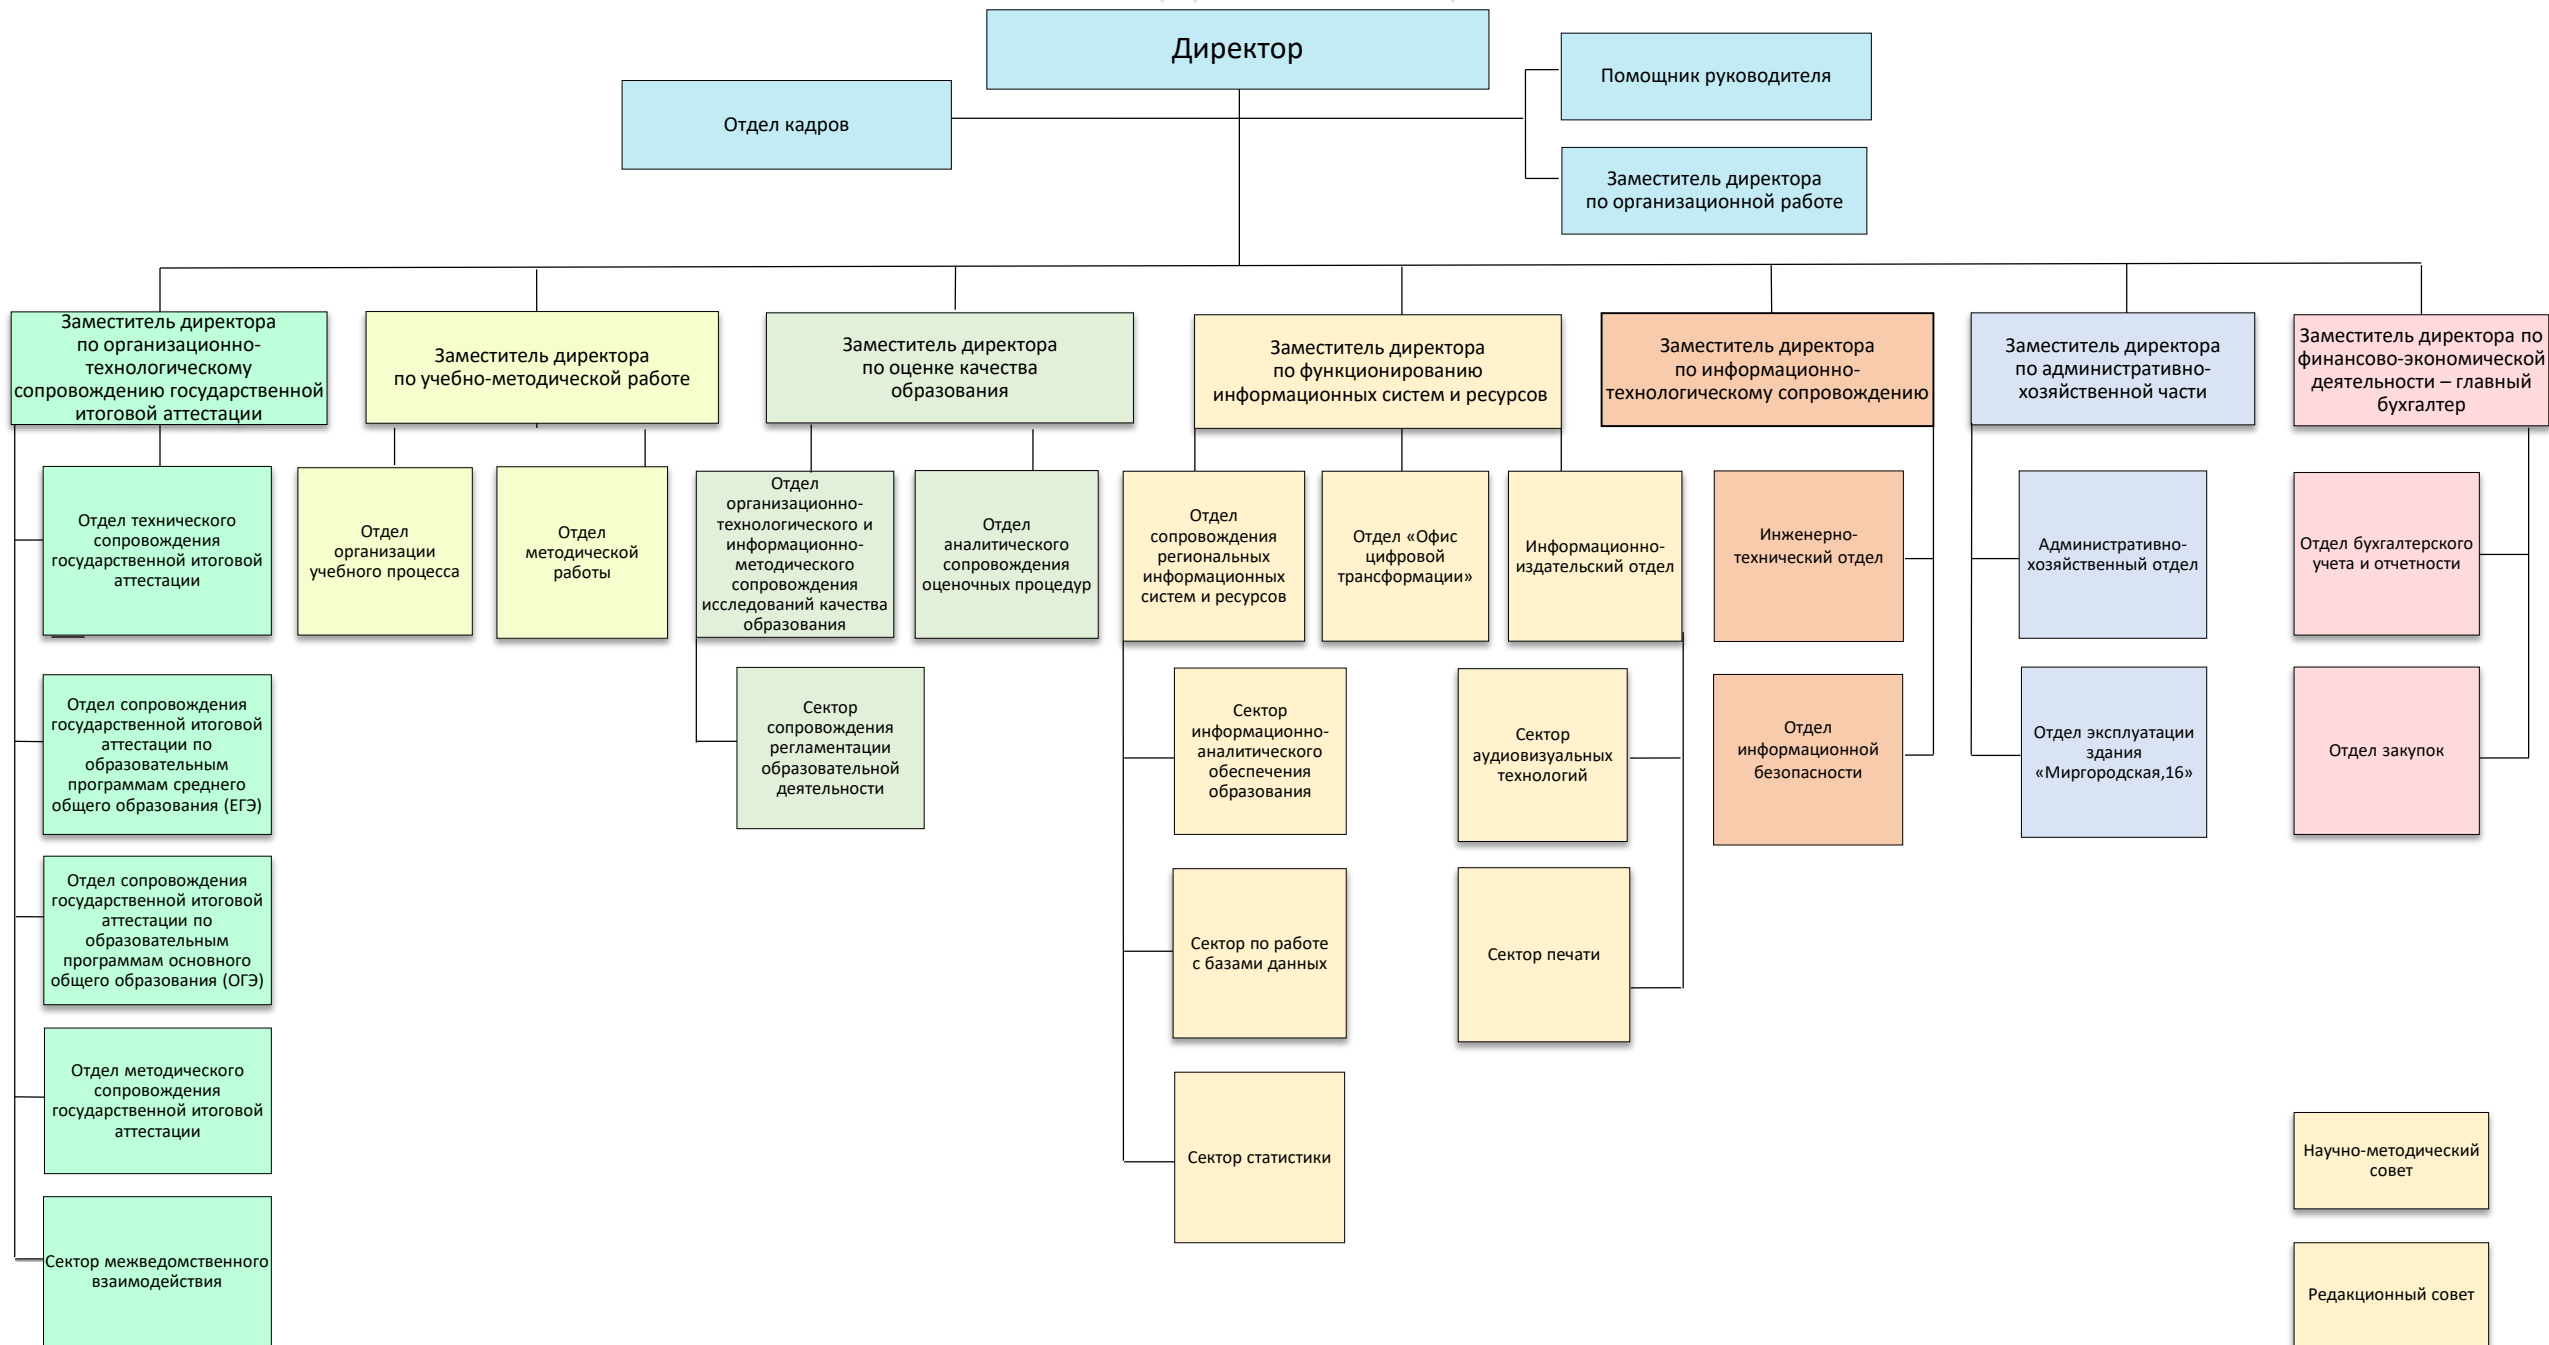 Директор
Помощник руководителя
Отдел кадров
Заместитель директора
по организационной работе
Заместитель директора
по организационно-
технологическому
сопровождению государственной
итоговой аттестации
Заместитель директора
по учебно-методической работе
Заместитель директора
по оценке качества
образования
Заместитель директора
по функционированию
информационных систем и ресурсов
Заместитель директора
по информационно-
технологическому сопровождению
Заместитель директора
по административно-
хозяйственной части
Заместитель директора по
финансово-экономической
деятельности – главный
бухгалтер
Отдел технического
сопровождения
государственной итоговой
аттестации
Отдел
организации
учебного процесса
Отдел
методической
работы
Отдел
организационно-
технологического и
информационно-
методического
сопровождения
исследований качества
образования
Отдел
аналитического
сопровождения
оценочных процедур
Отдел
сопровождения
региональных
информационных
систем и ресурсов
Отдел «Офис
цифровой
трансформации»
Информационно-
издательский отдел
Инженерно-
технический отдел
Административно-
хозяйственный отдел
Отдел бухгалтерского
учета и отчетности
Отдел сопровождения
государственной итоговой
аттестации по
образовательным
программам среднего
общего образования (ЕГЭ)
Сектор
сопровождения
регламентации
образовательной
деятельности
Сектор
информационно-
аналитического
обеспечения
образования
Сектор
аудиовизуальных
технологий
Отдел
информационной
безопасности
Отдел эксплуатации
здания
«Миргородская,16»
Отдел закупок
Отдел сопровождения
государственной итоговой
аттестации по
образовательным
программам основного
общего образования (ОГЭ)
Сектор по работе
с базами данных
Сектор печати
Отдел методического
сопровождения
государственной итоговой
аттестации
Сектор статистики
Научно-методический
совет
Сектор межведомственного
взаимодействия
Редакционный совет